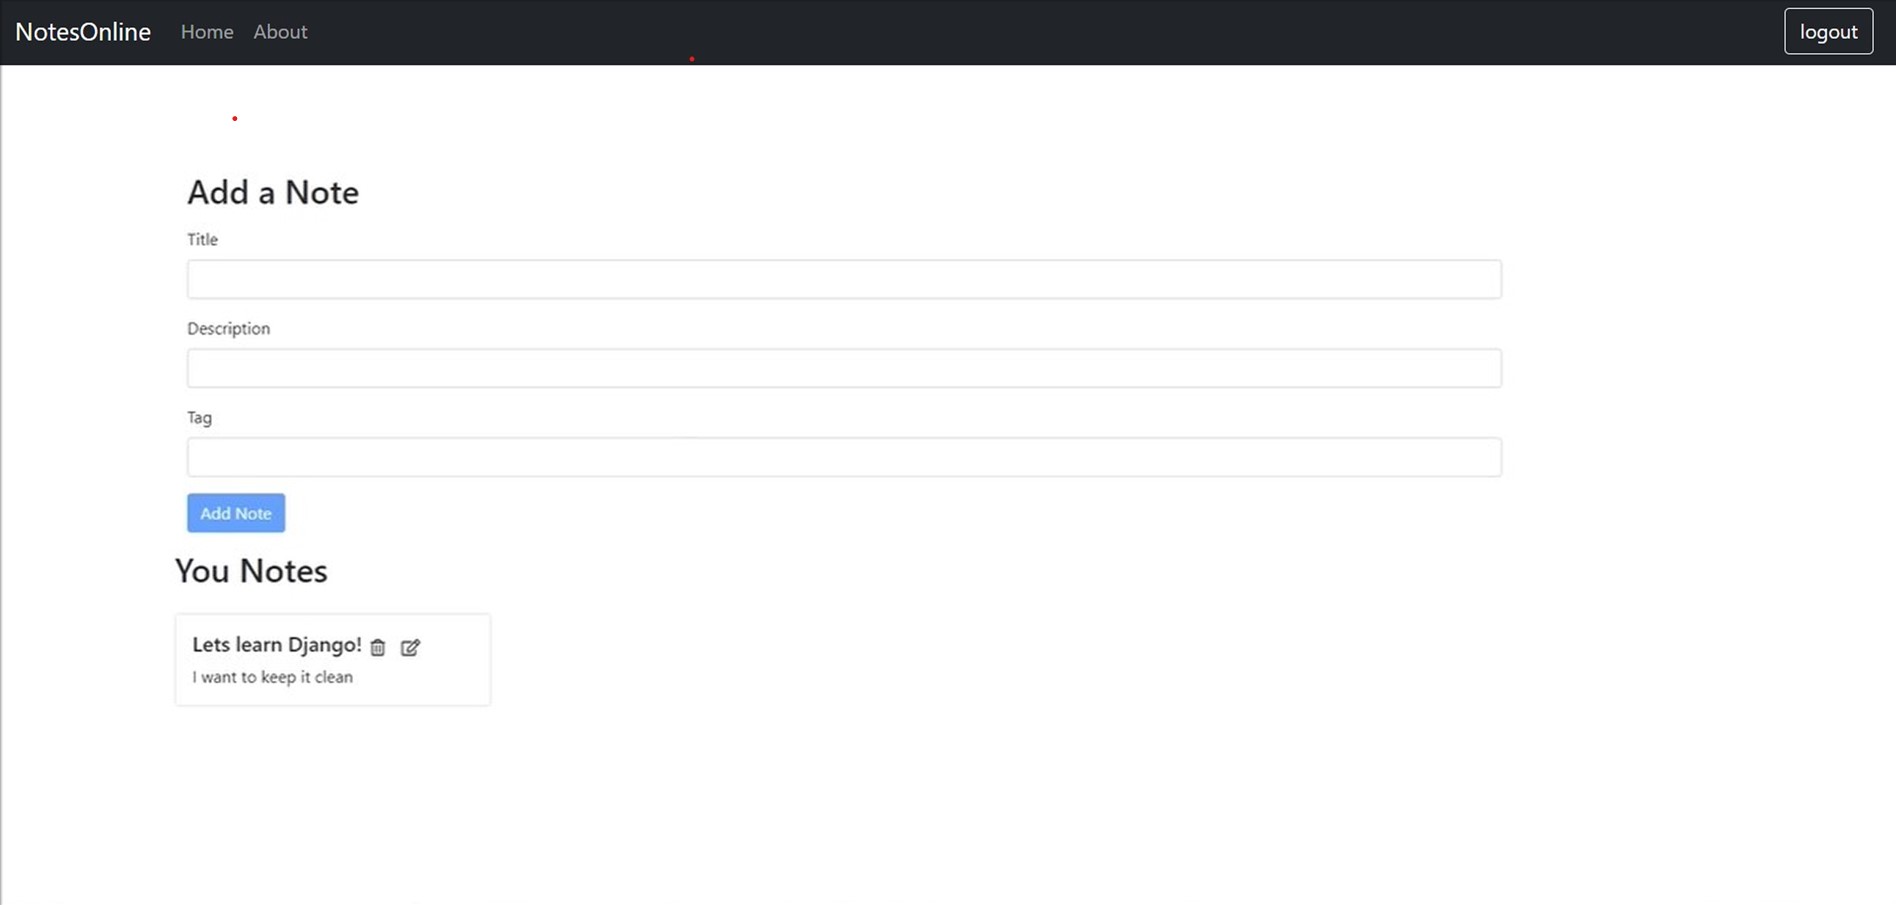 NotesOnline Home About logout
Add a Note
Title
Description
Tag
Add Note
You Notes
Lets learn Django!
I want to keep it clean